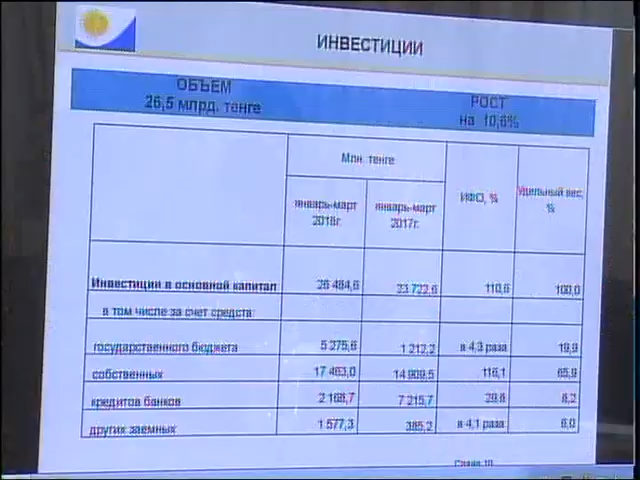 ИНВЕСТИЦИИ
ОБЪЕМ
26,5 млрд. тенге
РОСТ
на 10,6%
Млн. тенге
ИФО, %
Удельный вес,
%
январь-март
2018г.
январь-март
2017г.
Инвестиции в основной капитал 26 484,6 23 722,6 110,6 100,0
в том числе за счет средств:
государственного бюджета 5 275,6 1 212,2 в 4,3 раза 19,9
собственных 17 463,0 14 909,5 116,1 65,9
кредитов банков 2 168,7 7 215,7 29,8 8,2
других заемных 1 577,3 385,2 в 4,1 раза 6,0
Слайд 10